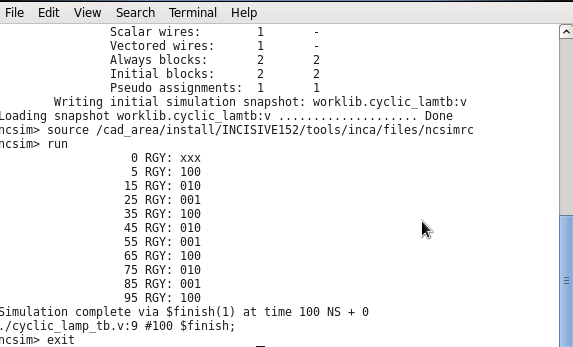 File Edit View Search Terminal Help
Scalar wires: 1 -
Vectored wires: 1 -
Always blocks: 2 2
Initial blocks: 2 2
Pseudo assignments: 1 1
Writing initial simulation snapshot: worklib.cyclic_lamtb:v
Loading snapshot worklib.cyclic_lamtb:v .................... Done
ncsim> source /cad_area/install/INCISIVE152/tools/inca/files/ncsimrc
ncsim> run
0 RGY: xxx
5 RGY: 100
15 RGY: 010
25 RGY: 001
35 RGY: 100
45 RGY: 010
55 RGY: 001
65 RGY: 100
75 RGY: 010
85 RGY: 001
95 RGY: 100
Simulation complete via $finish(1) at time 100 NS + 0
./cyclic_lamp_tb.v:9 #100 $finish;
ncsim> exit